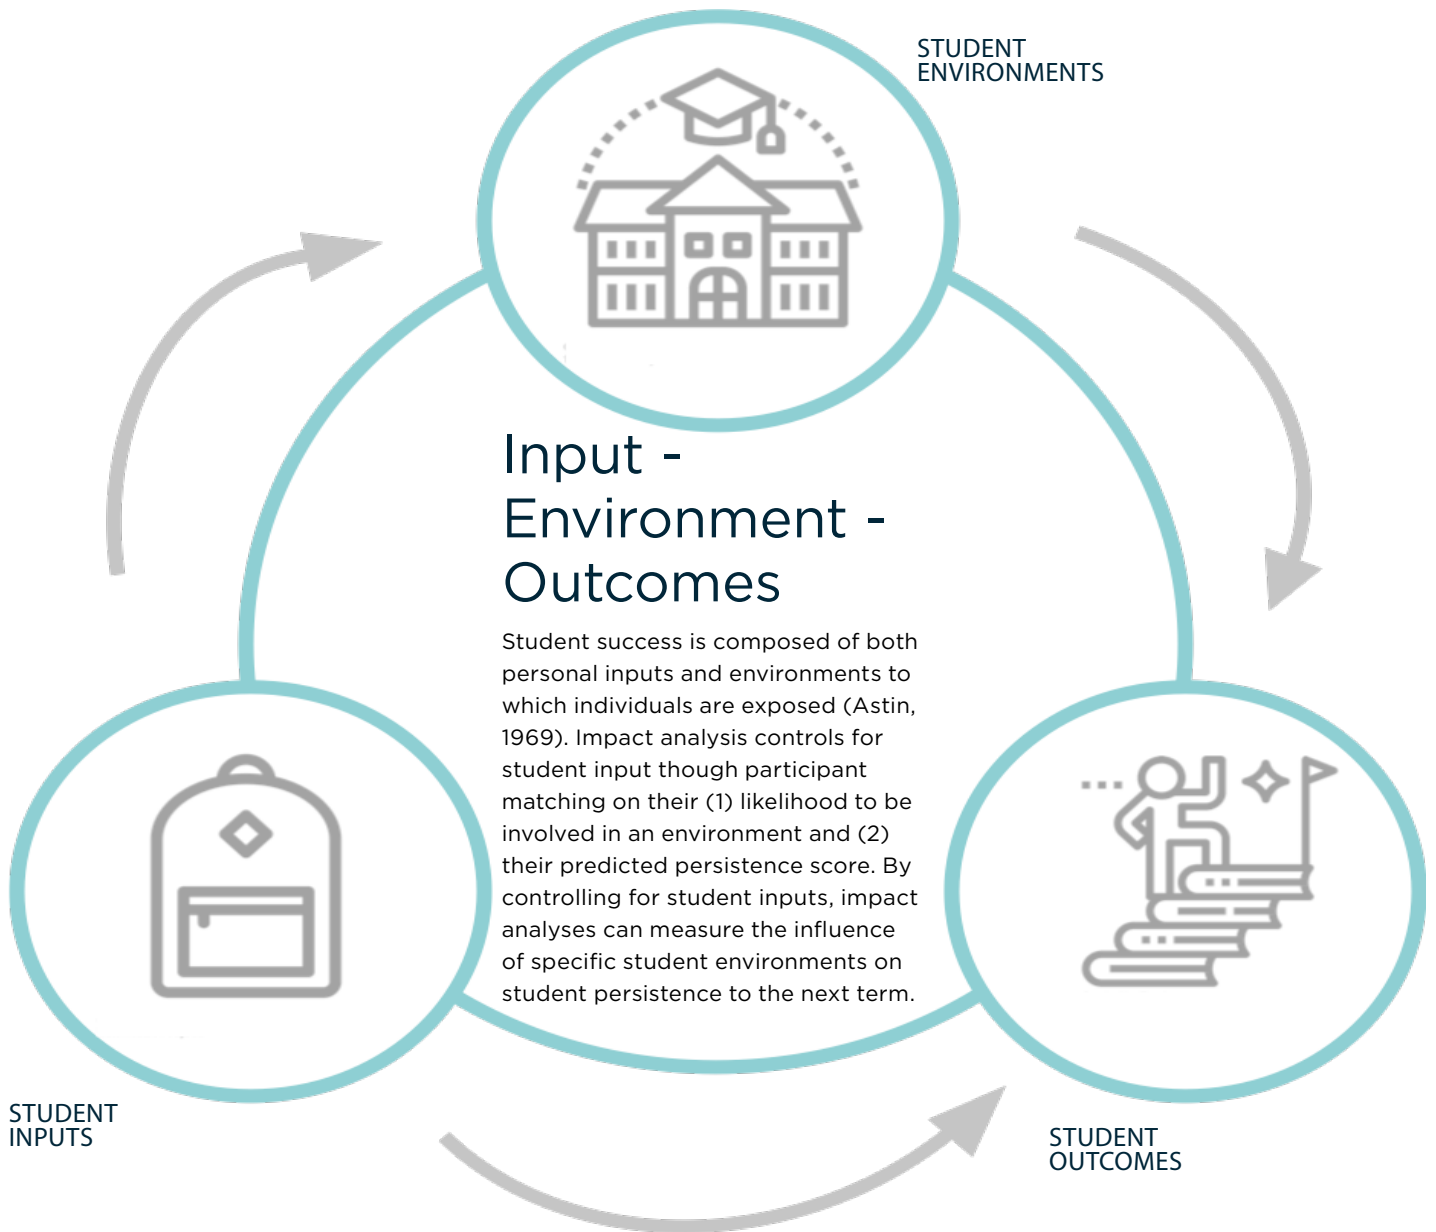 STUDENT
ENVIRONMENTS
Input -
Environment -
Outcomes
Student success is composed of both
personal inputs and environments to
which individuals are exposed (Astin,
1969). Impact analysis controls for
student input though participant
matching on their (1) likelihood to be
involved in an environment and (2)
their predicted persistence score. By
controlling for student inputs, impact
analyses can measure the influence
of specific student environments on
student persistence to the next term.
STUDENT
INPUTS
STUDENT
OUTCOMES